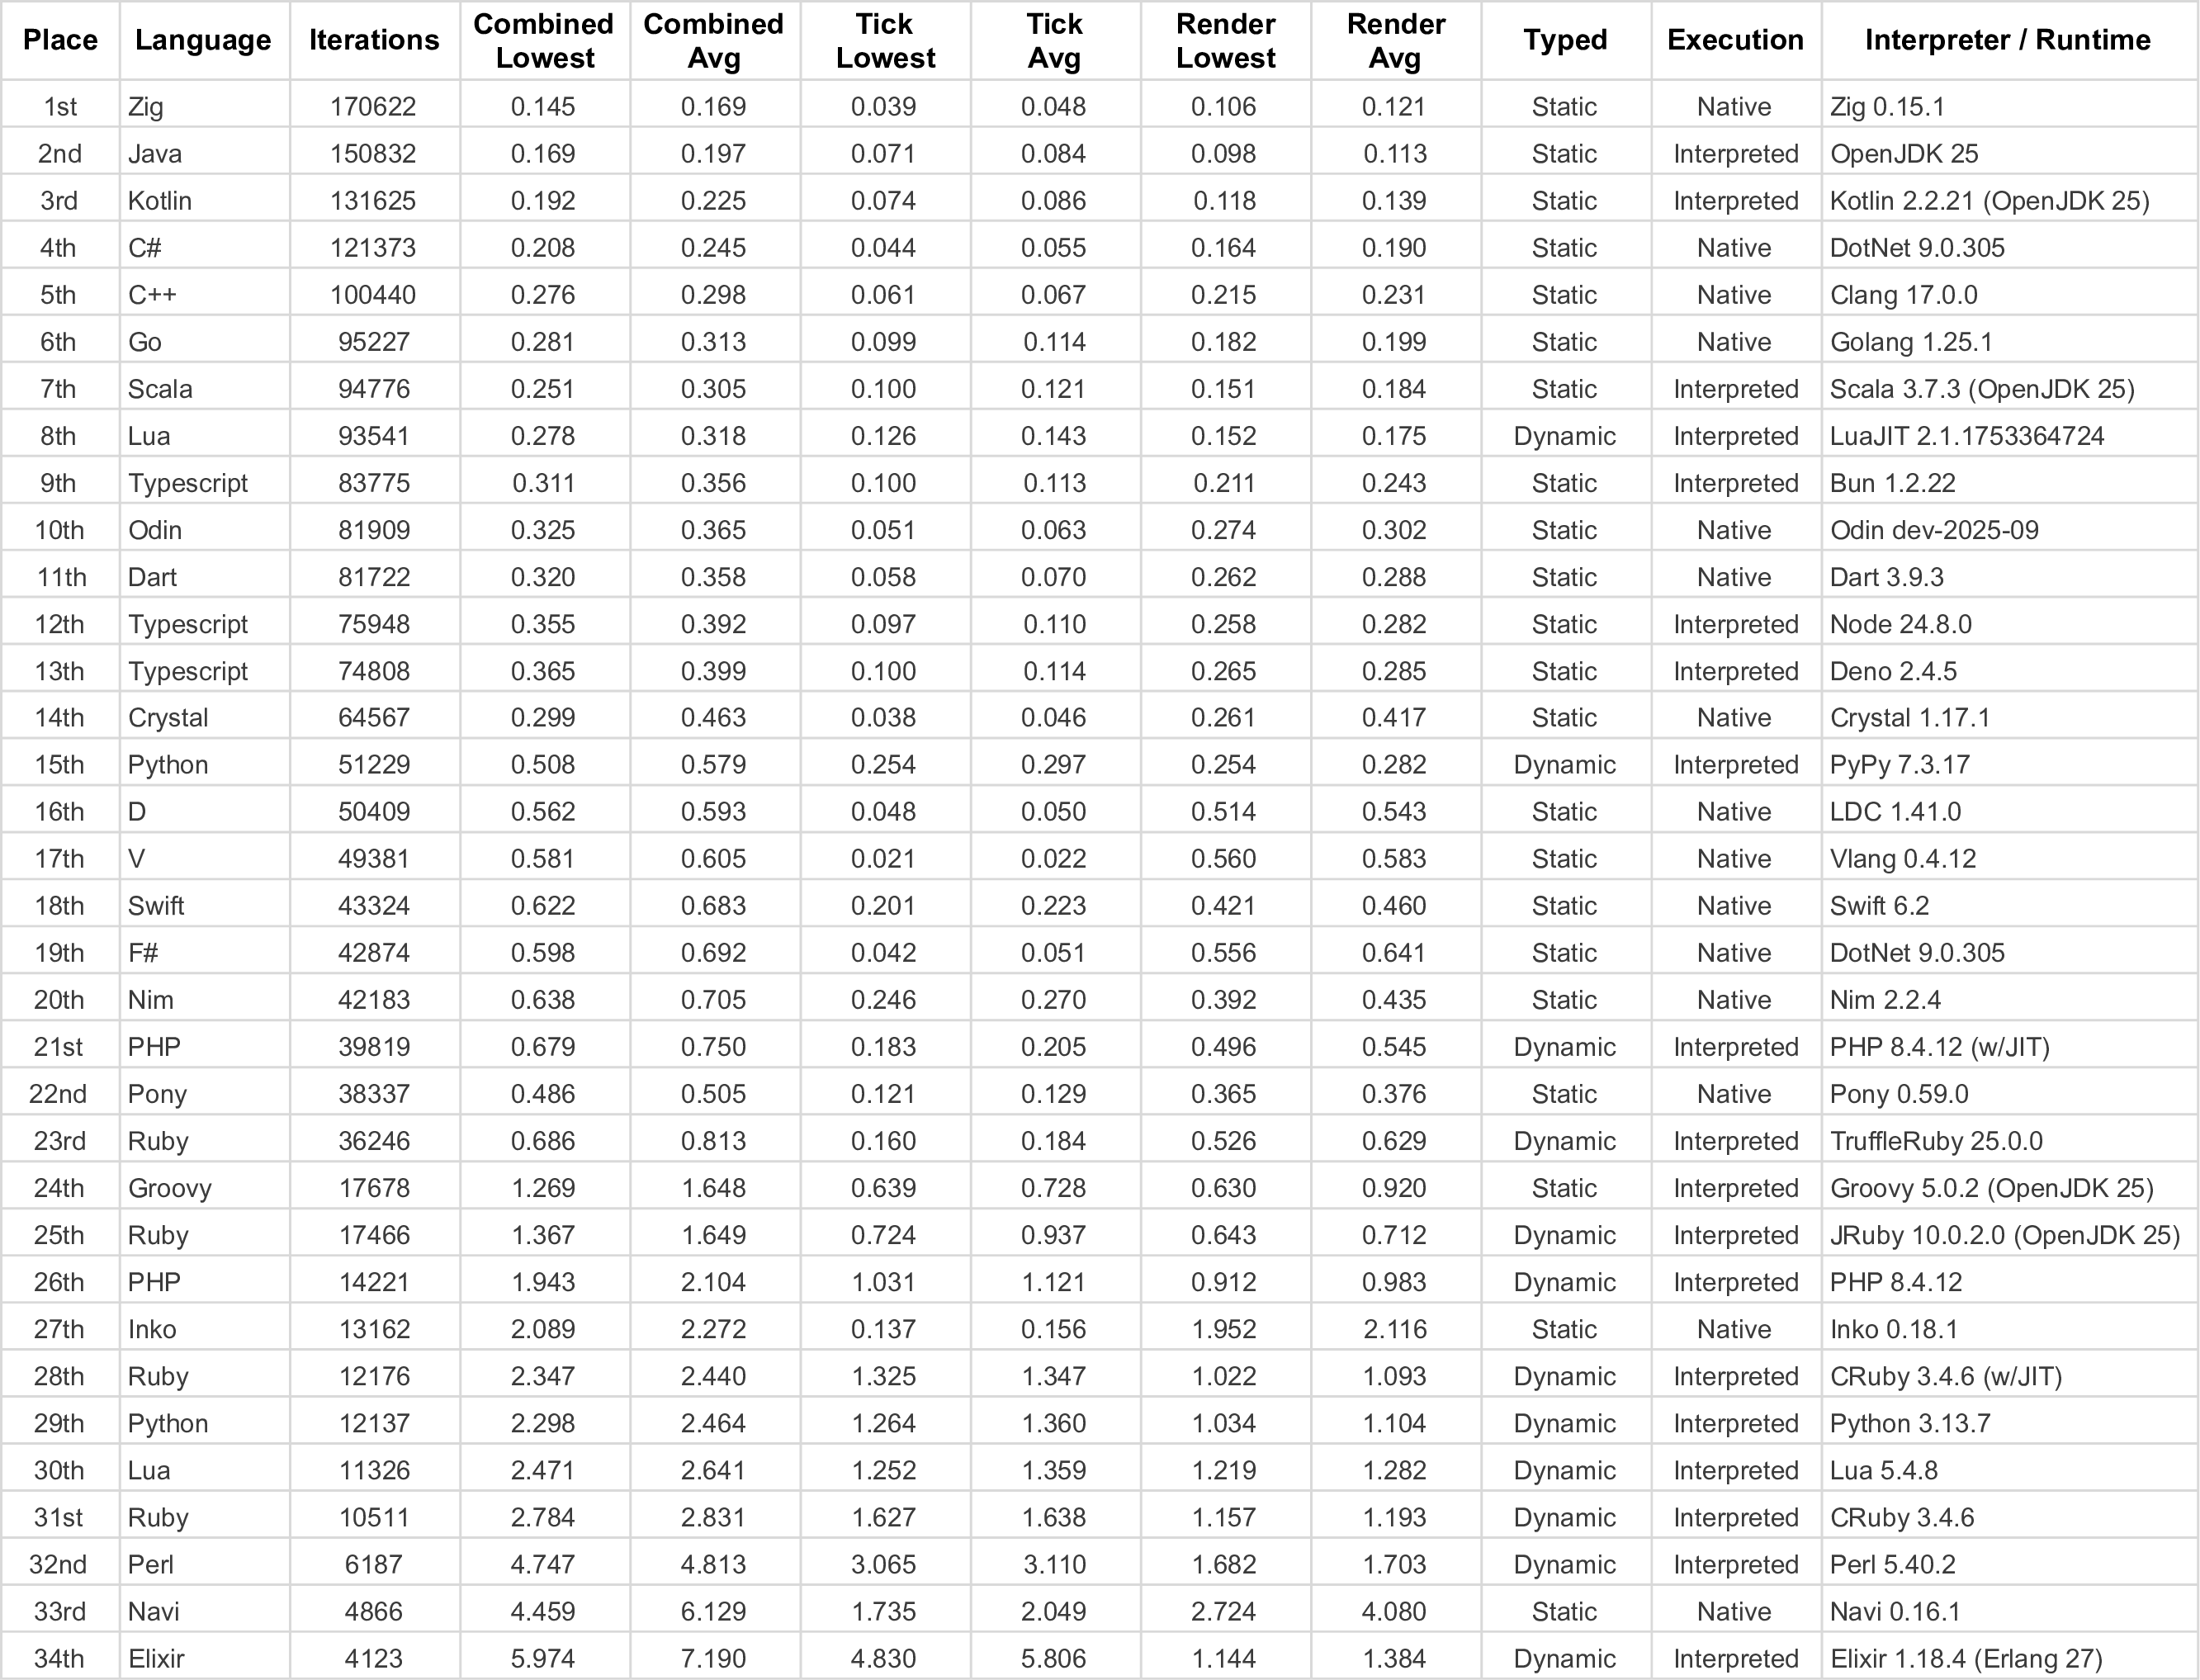 Place Language Iterations Combined Lowest Combined Avg Tick Lowest Tick Avg Render Lowest Render Avg Typed Execution Interpreter / Runtime
1st Zig 170622 0.145 0.169 0.039 0.048 0.106 0.121 Static Native Zig 0.15.1
2nd Java 150832 0.169 0.197 0.071 0.084 0.098 0.113 Static Interpreted OpenJDK 25
3rd Kotlin 131625 0.192 0.225 0.074 0.086 0.118 0.139 Static Interpreted Kotlin 2.2.21 (OpenJDK 25)
4th C# 121373 0.208 0.245 0.044 0.055 0.164 0.190 Static Native DotNet 9.0.305
5th C++ 100440 0.276 0.298 0.061 0.067 0.215 0.231 Static Native Clang 17.0.0
6th Go 95227 0.281 0.313 0.099 0.114 0.182 0.199 Static Native Golang 1.25.1
7th Scala 94776 0.251 0.305 0.100 0.121 0.151 0.184 Static Interpreted Scala 3.7.3 (OpenJDK 25)
8th Lua 93541 0.278 0.318 0.126 0.143 0.152 0.175 Dynamic Interpreted LuaJIT 2.1.1753364724
9th Typescript 83775 0.311 0.356 0.100 0.113 0.211 0.243 Static Interpreted Bun 1.2.22
10th Odin 81909 0.325 0.365 0.051 0.063 0.274 0.302 Static Native Odin dev-2025-09
11th Dart 81722 0.320 0.358 0.058 0.070 0.262 0.288 Static Native Dart 3.9.3
12th Typescript 75948 0.355 0.392 0.097 0.110 0.258 0.282 Static Interpreted Node 24.8.0
13th Typescript 74808 0.365 0.399 0.100 0.114 0.265 0.285 Static Interpreted Deno 2.4.5
14th Crystal 64567 0.299 0.463 0.038 0.046 0.261 0.417 Static Native Crystal 1.17.1
15th Python 51229 0.508 0.579 0.254 0.297 0.254 0.282 Dynamic Interpreted PyPy 7.3.17
16th D 50409 0.562 0.593 0.048 0.050 0.514 0.543 Static Native LDC 1.41.0
17th V 49381 0.581 0.605 0.021 0.022 0.560 0.583 Static Native Vlang 0.4.12
18th Swift 43324 0.622 0.683 0.201 0.223 0.421 0.460 Static Native Swift 6.2
19th F# 42874 0.598 0.692 0.042 0.051 0.556 0.641 Static Native DotNet 9.0.305
20th Nim 42183 0.638 0.705 0.246 0.270 0.392 0.435 Static Native Nim 2.2.4
21st PHP 39819 0.679 0.750 0.183 0.205 0.496 0.545 Dynamic Interpreted PHP 8.4.12 (w/JIT)
22nd Pony 38337 0.486 0.505 0.121 0.129 0.365 0.376 Static Native Pony 0.59.0
23rd Ruby 36246 0.686 0.813 0.160 0.184 0.526 0.629 Dynamic Interpreted TruffleRuby 25.0.0
24th Groovy 17678 1.269 1.648 0.639 0.728 0.630 0.920 Static Interpreted Groovy 5.0.2 (OpenJDK 25)
25th Ruby 17466 1.367 1.649 0.724 0.937 0.643 0.712 Dynamic Interpreted JRuby 10.0.2.0 (OpenJDK 25)
26th PHP 14221 1.943 2.104 1.031 1.121 0.912 0.983 Dynamic Interpreted PHP 8.4.12
27th Inko 13162 2.089 2.272 0.137 0.156 1.952 2.116 Static Native Inko 0.18.1
28th Ruby 12176 2.347 2.440 1.325 1.347 1.022 1.093 Dynamic Interpreted CRuby 3.4.6 (w/JIT)
29th Python 12137 2.298 2.464 1.264 1.360 1.034 1.104 Dynamic Interpreted Python 3.13.7
30th Lua 11326 2.471 2.641 1.252 1.359 1.219 1.282 Dynamic Interpreted Lua 5.4.8
31st Ruby 10511 2.784 2.831 1.627 1.638 1.157 1.193 Dynamic Interpreted CRuby 3.4.6
32nd Perl 6187 4.747 4.813 3.065 3.110 1.682 1.703 Dynamic Interpreted Perl 5.40.2
33rd Navi 4866 4.459 6.129 1.735 2.049 2.724 4.080 Static Native Navi 0.16.1
34th Elixir 4123 5.974 7.190 4.830 5.806 1.144 1.384 Dynamic Interpreted Elixir 1.18.4 (Erlang 27)